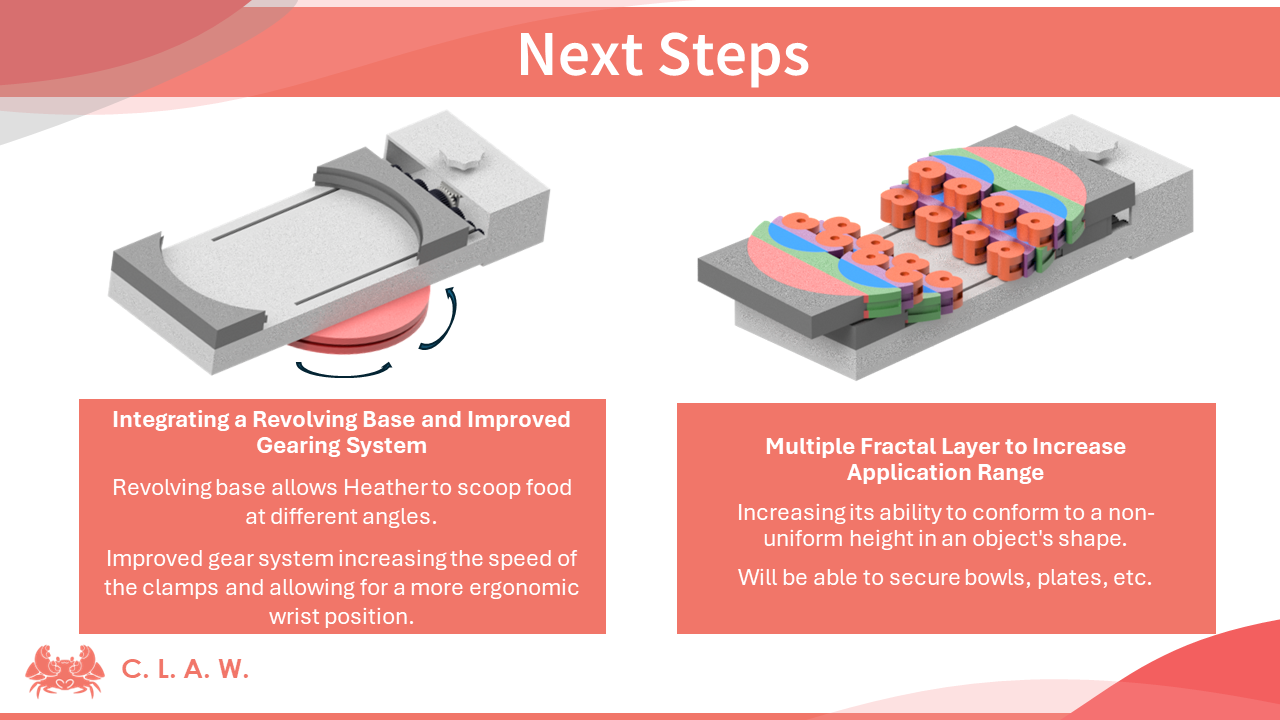 Next Steps
Integrating a Revolving Base and Improved
Gearing System
Revolving base allows Heather to scoop food
at different angles.
Improved gear system increasing the speed of
the clamps and allowing for a more ergonomic
wrist position.
Multiple Fractal Layer to Increase
Application Range
Increasing its ability to conform to a non-
uniform height in an object's shape.
Will be able to secure bowls, plates, etc.
C. L. A. W.